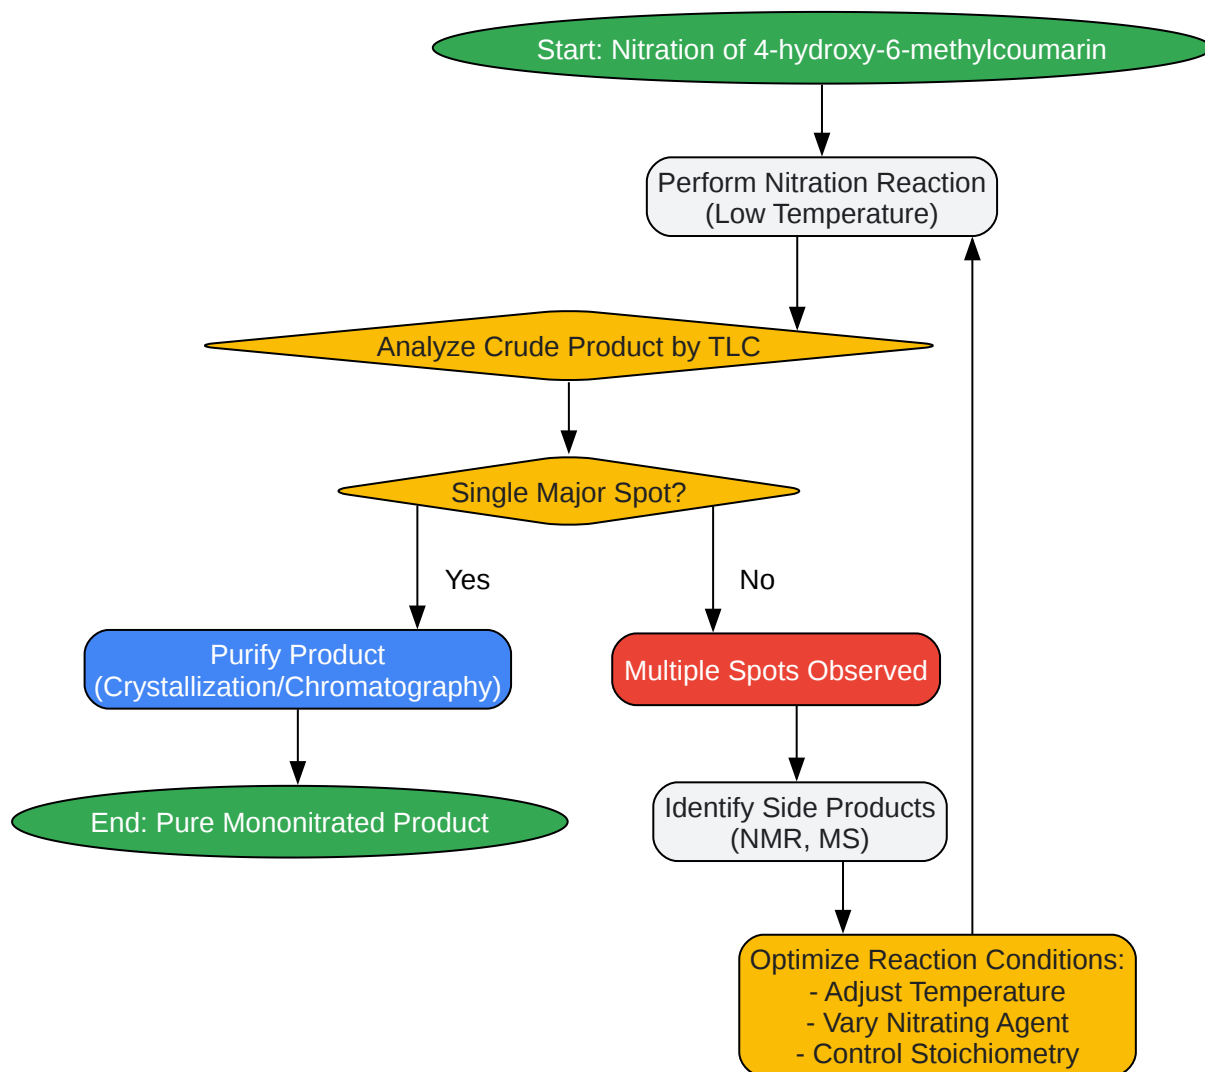 Start: Nitration of 4-hydroxy-6-methylcoumarin
Perform Nitration Reaction
(Low Temperature)
Analyze Crude Product by TLC
Single Major Spot?
Yes
No
Purify Product
(Crystallization/Chromatography)
Multiple Spots Observed
End: Pure Mononitrated Product
Identify Side Products
(NMR, MS)
Optimize Reaction Conditions:
- Adjust Temperature
- Vary Nitrating Agent
- Control Stoichiometry